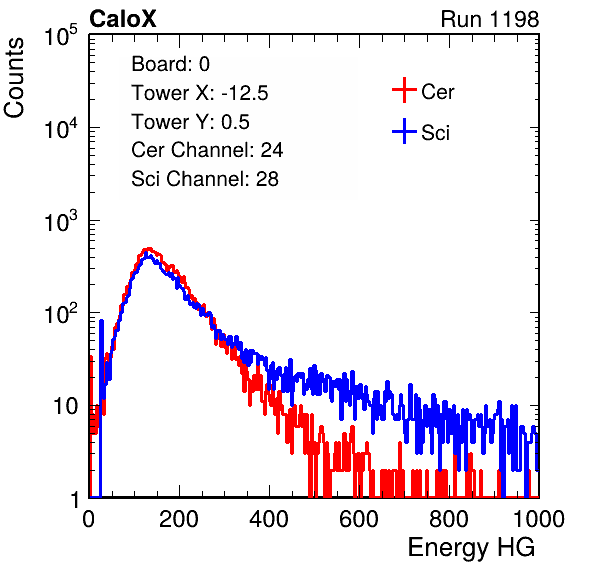 CaloX Run 1198
Counts
Board: 0
Tower X: -12.5
Tower Y: 0.5
Cer Channel: 24
Sci Channel: 28
Cer
Sci
10^5
10^4
10^3
10^2
10
1
0 200 400 600 800 1000
Energy HG